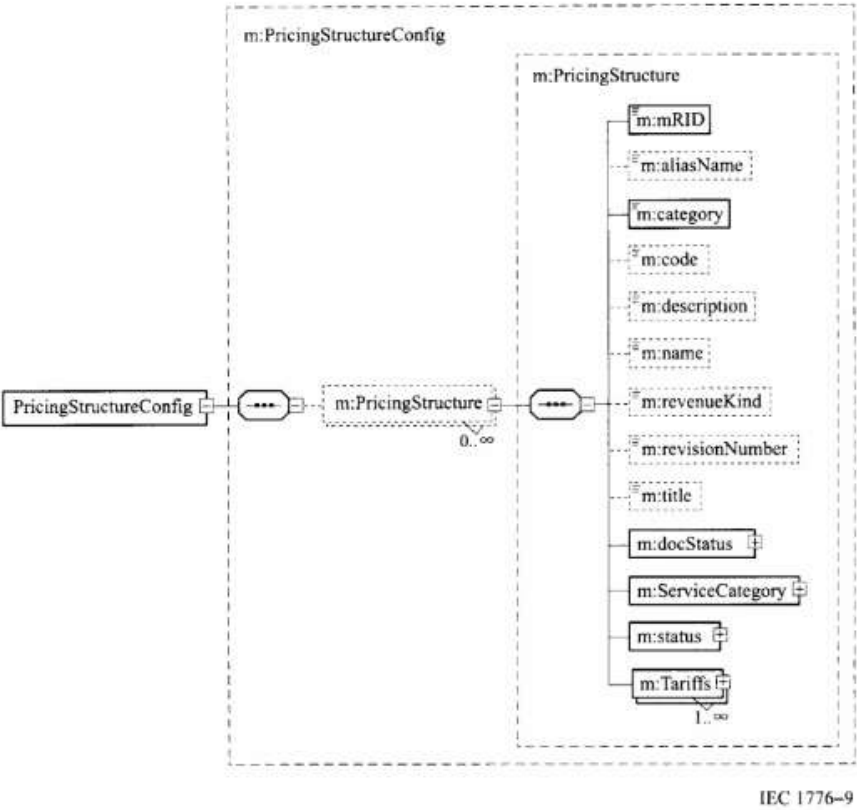 m:PricingStructureConfig
m:PricingStructure
m:mRID
m:aliasName
m:category
m:code
m:description
m:name
PricingStructureConfig
m:PricingStructure
0..∞
m:revenueKind
m:revisionNumber
m:title
m:docStatus
m:ServiceCategory
m:status
m:Tariffs
1..∞
IEC 1776–9